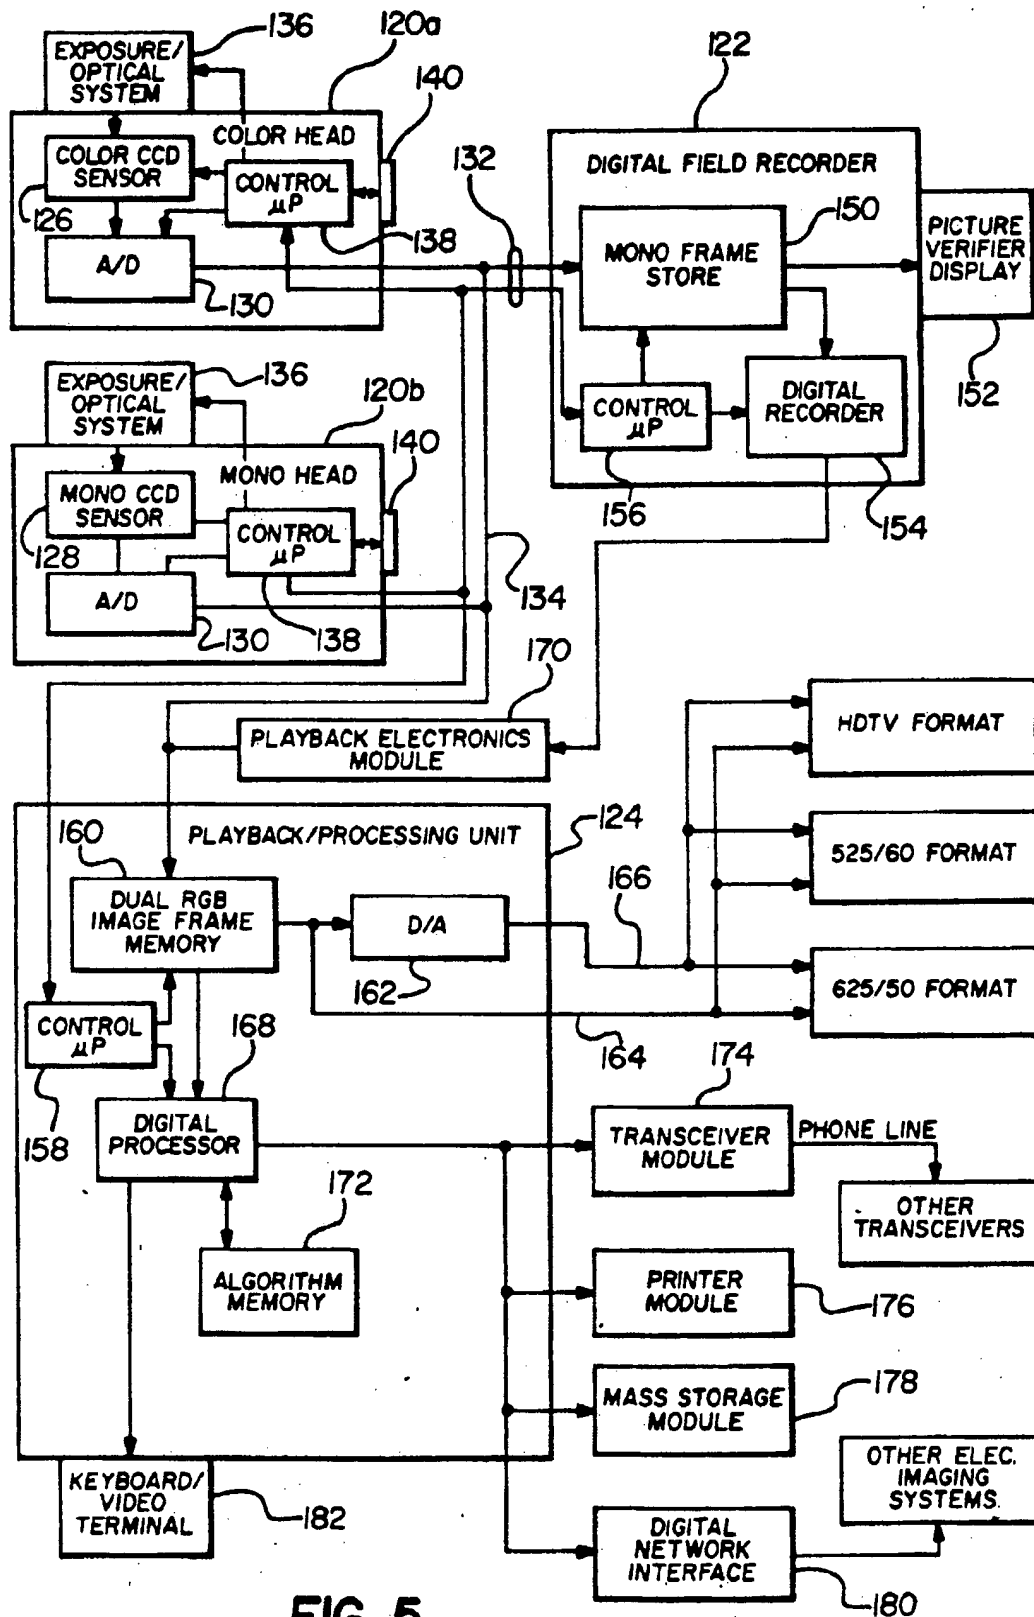 136
120a
122
EXPOSURE/
OPTICAL
SYSTEM
140
COLOR HEAD
132
DIGITAL FIELD RECORDER
COLOR CCD
SENSOR
CONTROL
μP
126
138
150
MONO FRAME
STORE
PICTURE
VERIFIER
DISPLAY
A/D
130
152
EXPOSURE/
OPTICAL
SYSTEM
136
120b
140
CONTROL
μP
DIGITAL
RECORDER
MONO HEAD
MONO CCD
SENSOR
CONTROL
μP
128
156
154
A/D
130
138
134
170
PLAYBACK ELECTRONICS
MODULE
HDTV FORMAT
PLAYBACK/PROCESSING UNIT
124
160
525/60 FORMAT
DUAL RGB
IMAGE FRAME
MEMORY
D/A
166
162
625/50 FORMAT
CONTROL
μP
168
164
158
174
DIGITAL
PROCESSOR
TRANSCEIVER
MODULE
PHONE LINE
172
OTHER
TRANSCEIVERS
ALGORITHM
MEMORY
PRINTER
MODULE
176
MASS STORAGE
MODULE
178
KEYBOARD/
VIDEO
TERMINAL
182
OTHER ELEC.
IMAGING
SYSTEMS.
DIGITAL
NETWORK
INTERFACE
180
FIG. 5